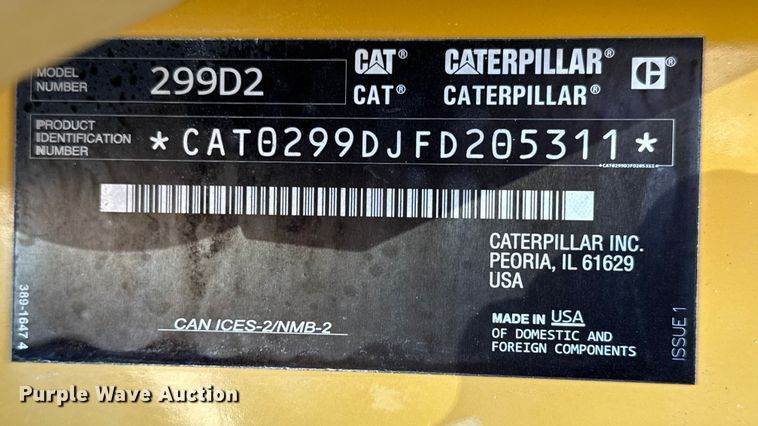 MODEL NUMBER 299D2
CAT® CATERPILLAR®
CAT® CATERPILLAR®
PRODUCT IDENTIFICATION NUMBER *CAT0299DJFD205311*
*CAT0299DJFD205311*
CATERPILLAR INC.
PEORIA, IL 61629
USA
MADE IN USA
OF DOMESTIC AND
FOREIGN COMPONENTS
CAN ICES-2/NMB-2
389-1647 4
ISSUE 1
Purple Wave Auction